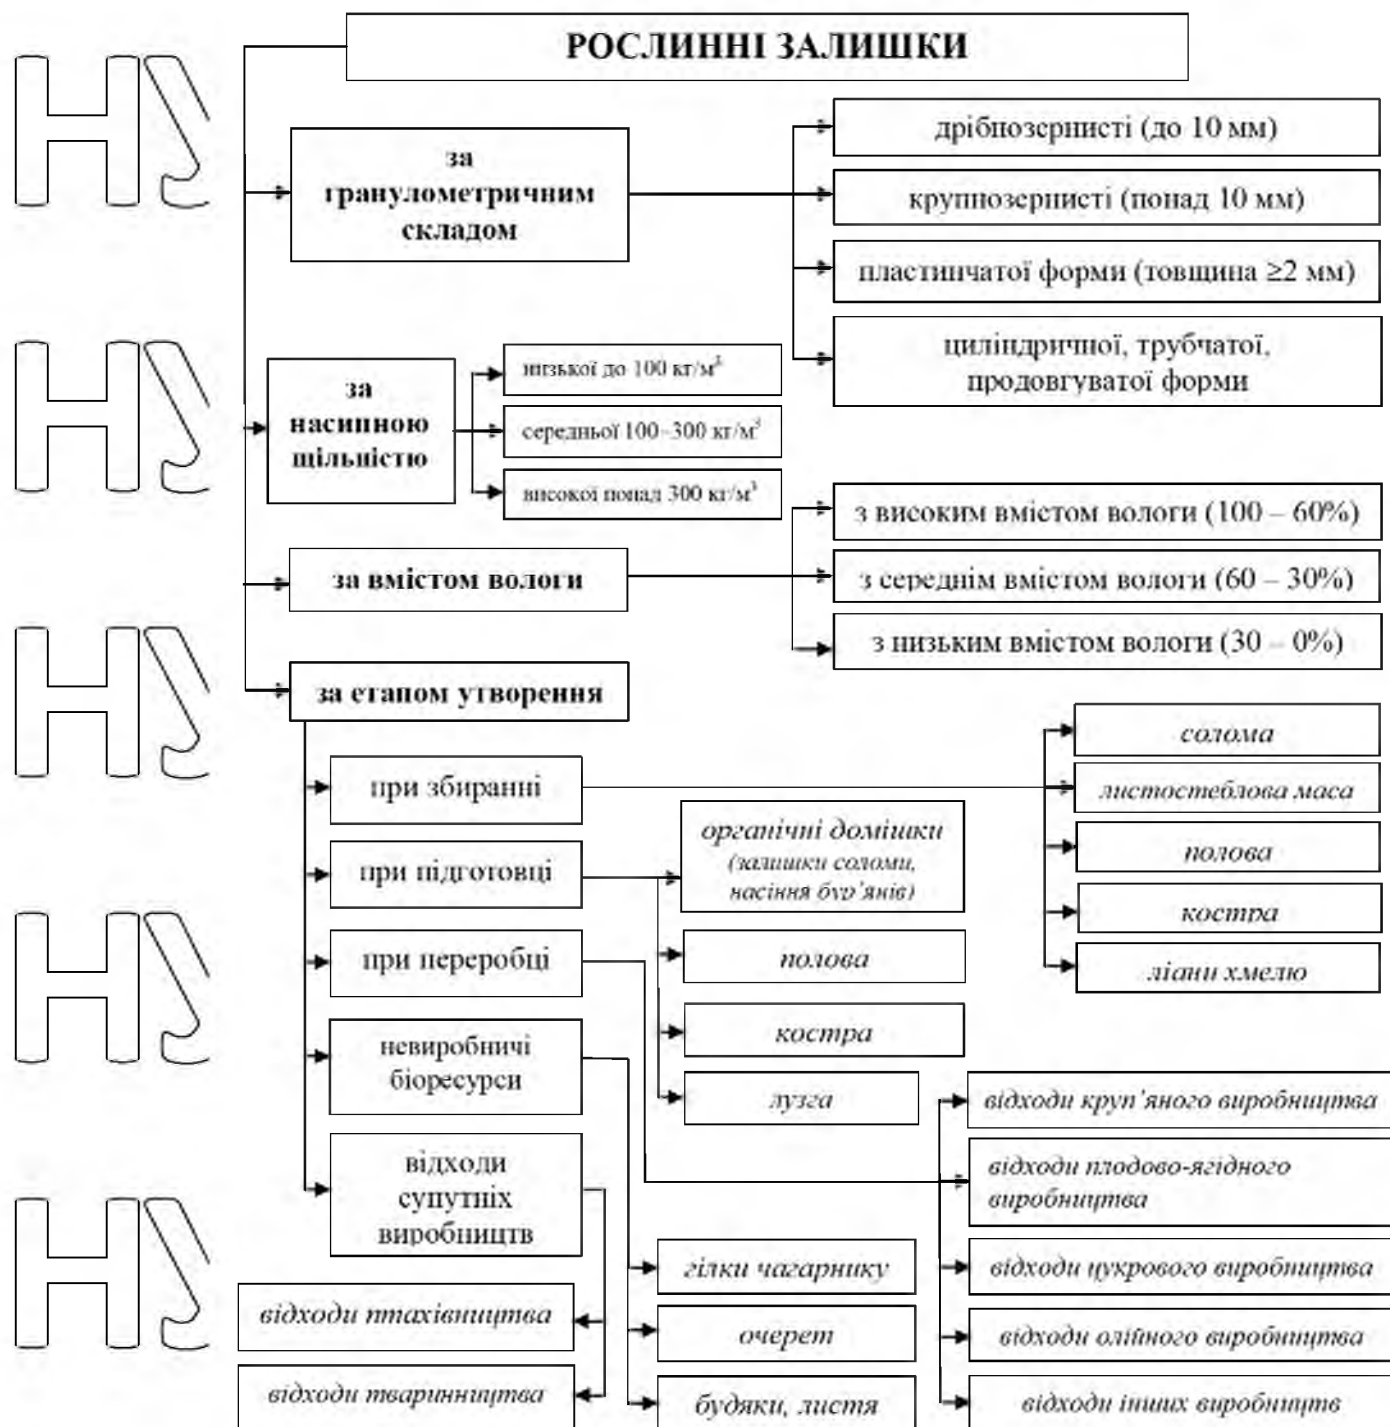 РОСЛИННІ ЗАЛИШКИ
за
гранулометричним
складом
дрібнозернисті (до 10 мм)
крупнозернисті (понад 10 мм)
пластинчатої форми (товщина ≥2 мм)
циліндричної, трубчатої,
продовгуватої форми
за
насипною
щільністю
низької до 100 кг/м³
середньої 100–300 кг/м³
високої понад 300 кг/м³
за вмістом вологи
з високим вмістом вологи (100 – 60%)
з середнім вмістом вологи (60 – 30%)
з низьким вмістом вологи (30 – 0%)
за етапом утворення
при збиранні
солома
листостеблова маса
полова
костра
ліани хмелю
при підготовці
органічні домішки
(залишки соломи,
насіння бур’янів)
полова
костра
лузга
при переробці
відходи круп’яного виробництва
відходи плодово-ягідного
виробництва
відходи цукрового виробництва
відходи олійного виробництва
відходи інших виробництв
невиробничі
біоресурси
гілки чагарнику
очерет
будяки, листя
відходи
супутніх
виробництв
відходи птахівництва
відходи тваринництва